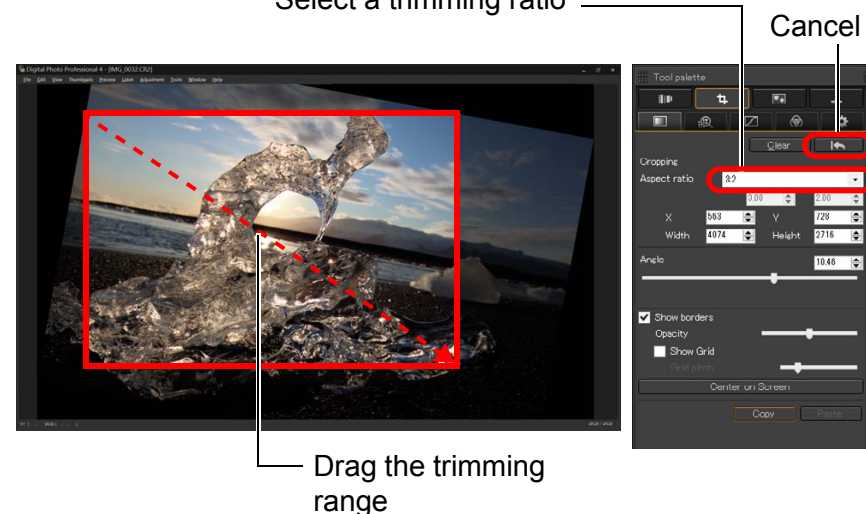 Select a trimming ratio
Cancel
Digital Photo Professional 4 - [IMG_0032.CR2]
File Edit View Thumbnails Preview Label Adjustment Tools Window Help
Tool palette
Clear
Cropping
Aspect ratio 3:2
3.00 2.00
X 563 Y 728
Width 4074 Height 2716
Angle 10.46
Show borders
Opacity
Show Grid
Grid pitch
Center on Screen
Copy Paste
Drag the trimming
range